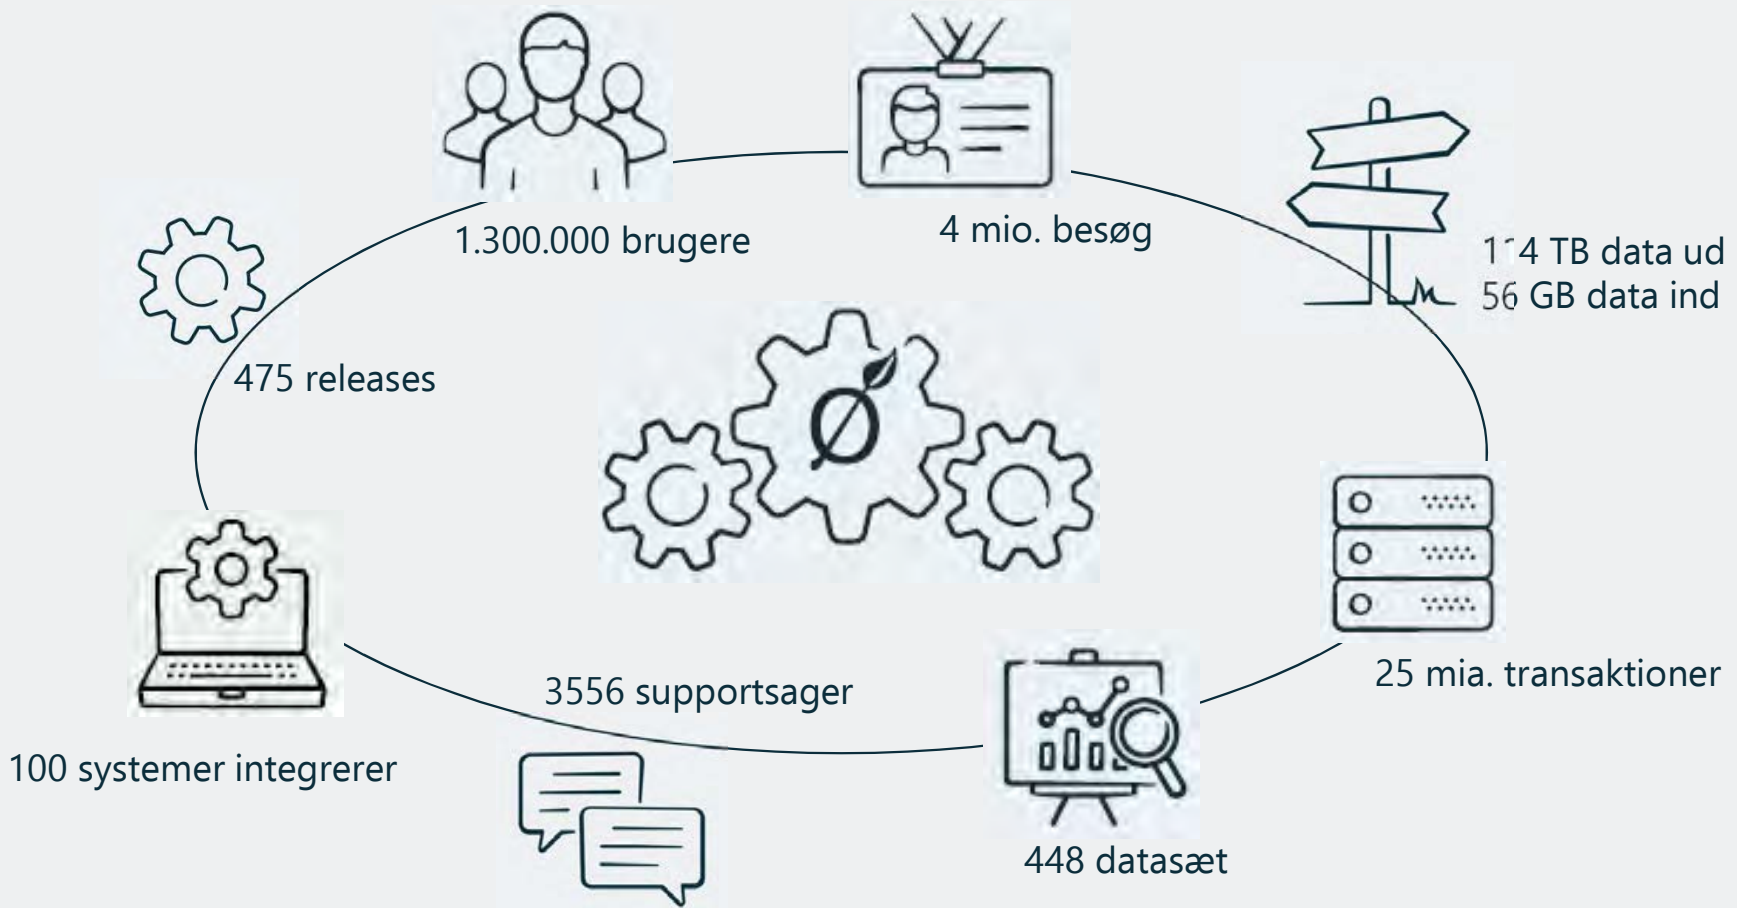 1.300.000 brugere
4 mio. besøg
114 TB data ud
56 GB data ind
475 releases
Ø
25 mia. transaktioner
3556 supportsager
100 systemer integrerer
448 datasæt